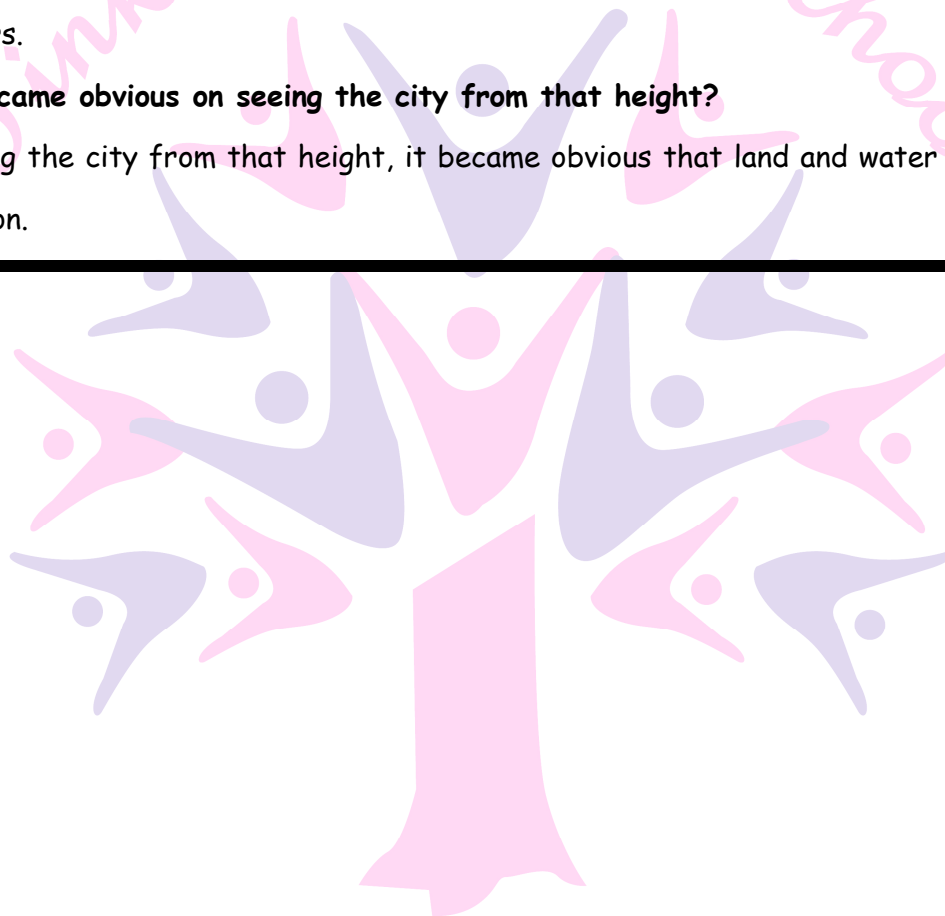 s.
came obvious on seeing the city from that height?
g the city from that height, it became obvious that land and water
on.